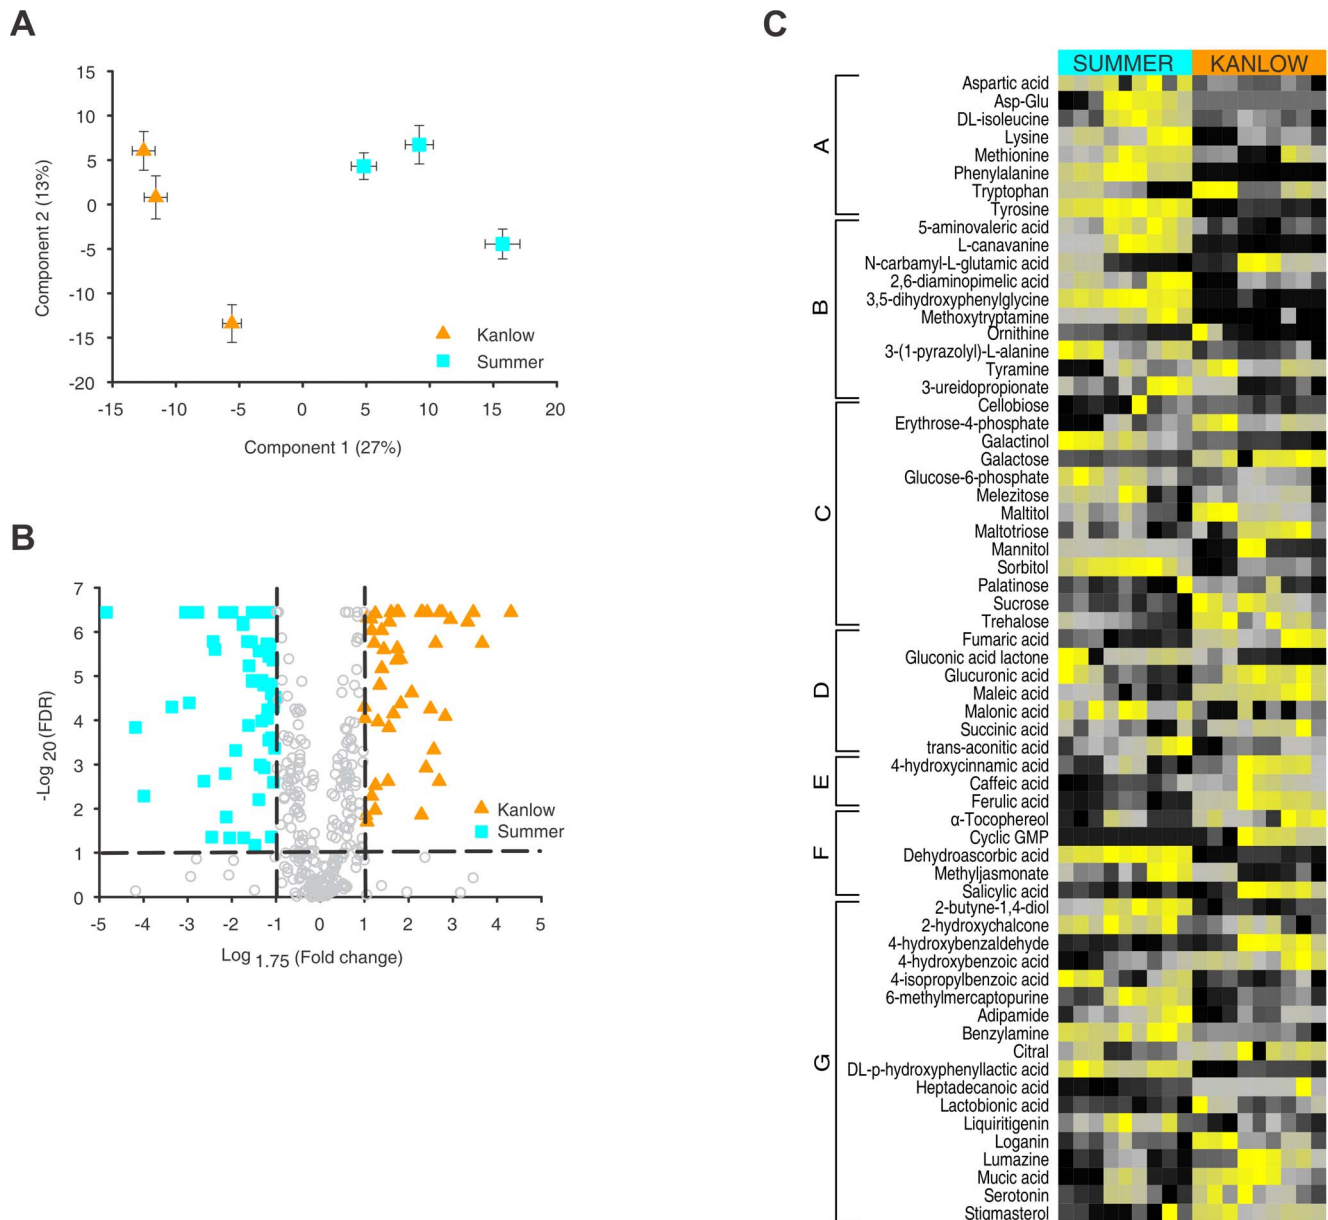 A
15
10
5
0
-5
-10
-15
-20
Component 2 (13%)
Kanlow
Summer
-15 -10 -5 0 5 10 15 20
Component 1 (27%)
B
7
6
5
4
3
2
1
0
-Log 20 (FDR)
Kanlow
Summer
-5 -4 -3 -2 -1 0 1 2 3 4 5
Log 1.75 (Fold change)
C
SUMMER KANLOW
A
Aspartic acid
Asp-Glu
DL-isoleucine
Lysine
Methionine
Phenylalanine
Tryptophan
Tyrosine
B
5-aminovaleric acid
L-canavanine
N-carbamyl-L-glutamic acid
2,6-diaminopimelic acid
3,5-dihydroxyphenylglycine
Methoxytryptamine
Ornithine
3-(1-pyrazolyl)-L-alanine
Tyramine
3-ureidopropionate
C
Cellobiose
Erythrose-4-phosphate
Galactinol
Galactose
Glucose-6-phosphate
Melezitose
Maltitol
Maltotriose
Mannitol
Sorbitol
Palatinose
Sucrose
Trehalose
D
Fumaric acid
Gluconic acid lactone
Glucuronic acid
Maleic acid
Malonic acid
Succinic acid
trans-aconitic acid
E
4-hydroxycinnamic acid
Caffeic acid
Ferulic acid
F
α-Tocophereol
Cyclic GMP
Dehydroascorbic acid
Methyljasmonate
Salicylic acid
G
2-butyne-1,4-diol
2-hydroxychalcone
4-hydroxybenzaldehyde
4-hydroxybenzoic acid
4-isopropylbenzoic acid
6-methylmercaptopurine
Adipamide
Benzylamine
Citral
DL-p-hydroxyphenyllactic acid
Heptadecanoic acid
Lactobionic acid
Liquiritigenin
Loganin
Lumazine
Mucic acid
Serotonin
Stigmasterol